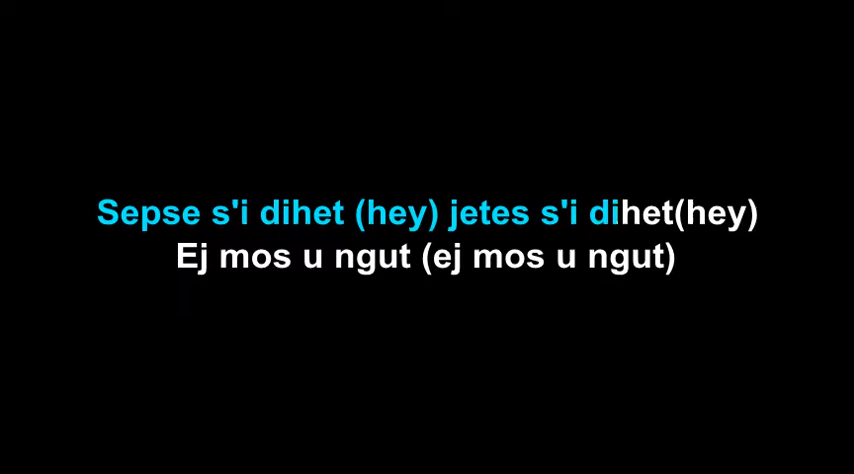 Sepse s'i dihet (hey) jetes s'i dihet(hey)
Ej mos u ngut (ej mos u ngut)